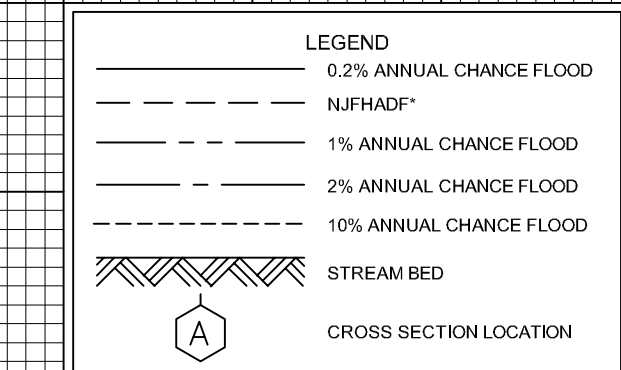 LEGEND
0.2% ANNUAL CHANCE FLOOD
NJFHADF*
1% ANNUAL CHANCE FLOOD
2% ANNUAL CHANCE FLOOD
10% ANNUAL CHANCE FLOOD
STREAM BED
A
CROSS SECTION LOCATION